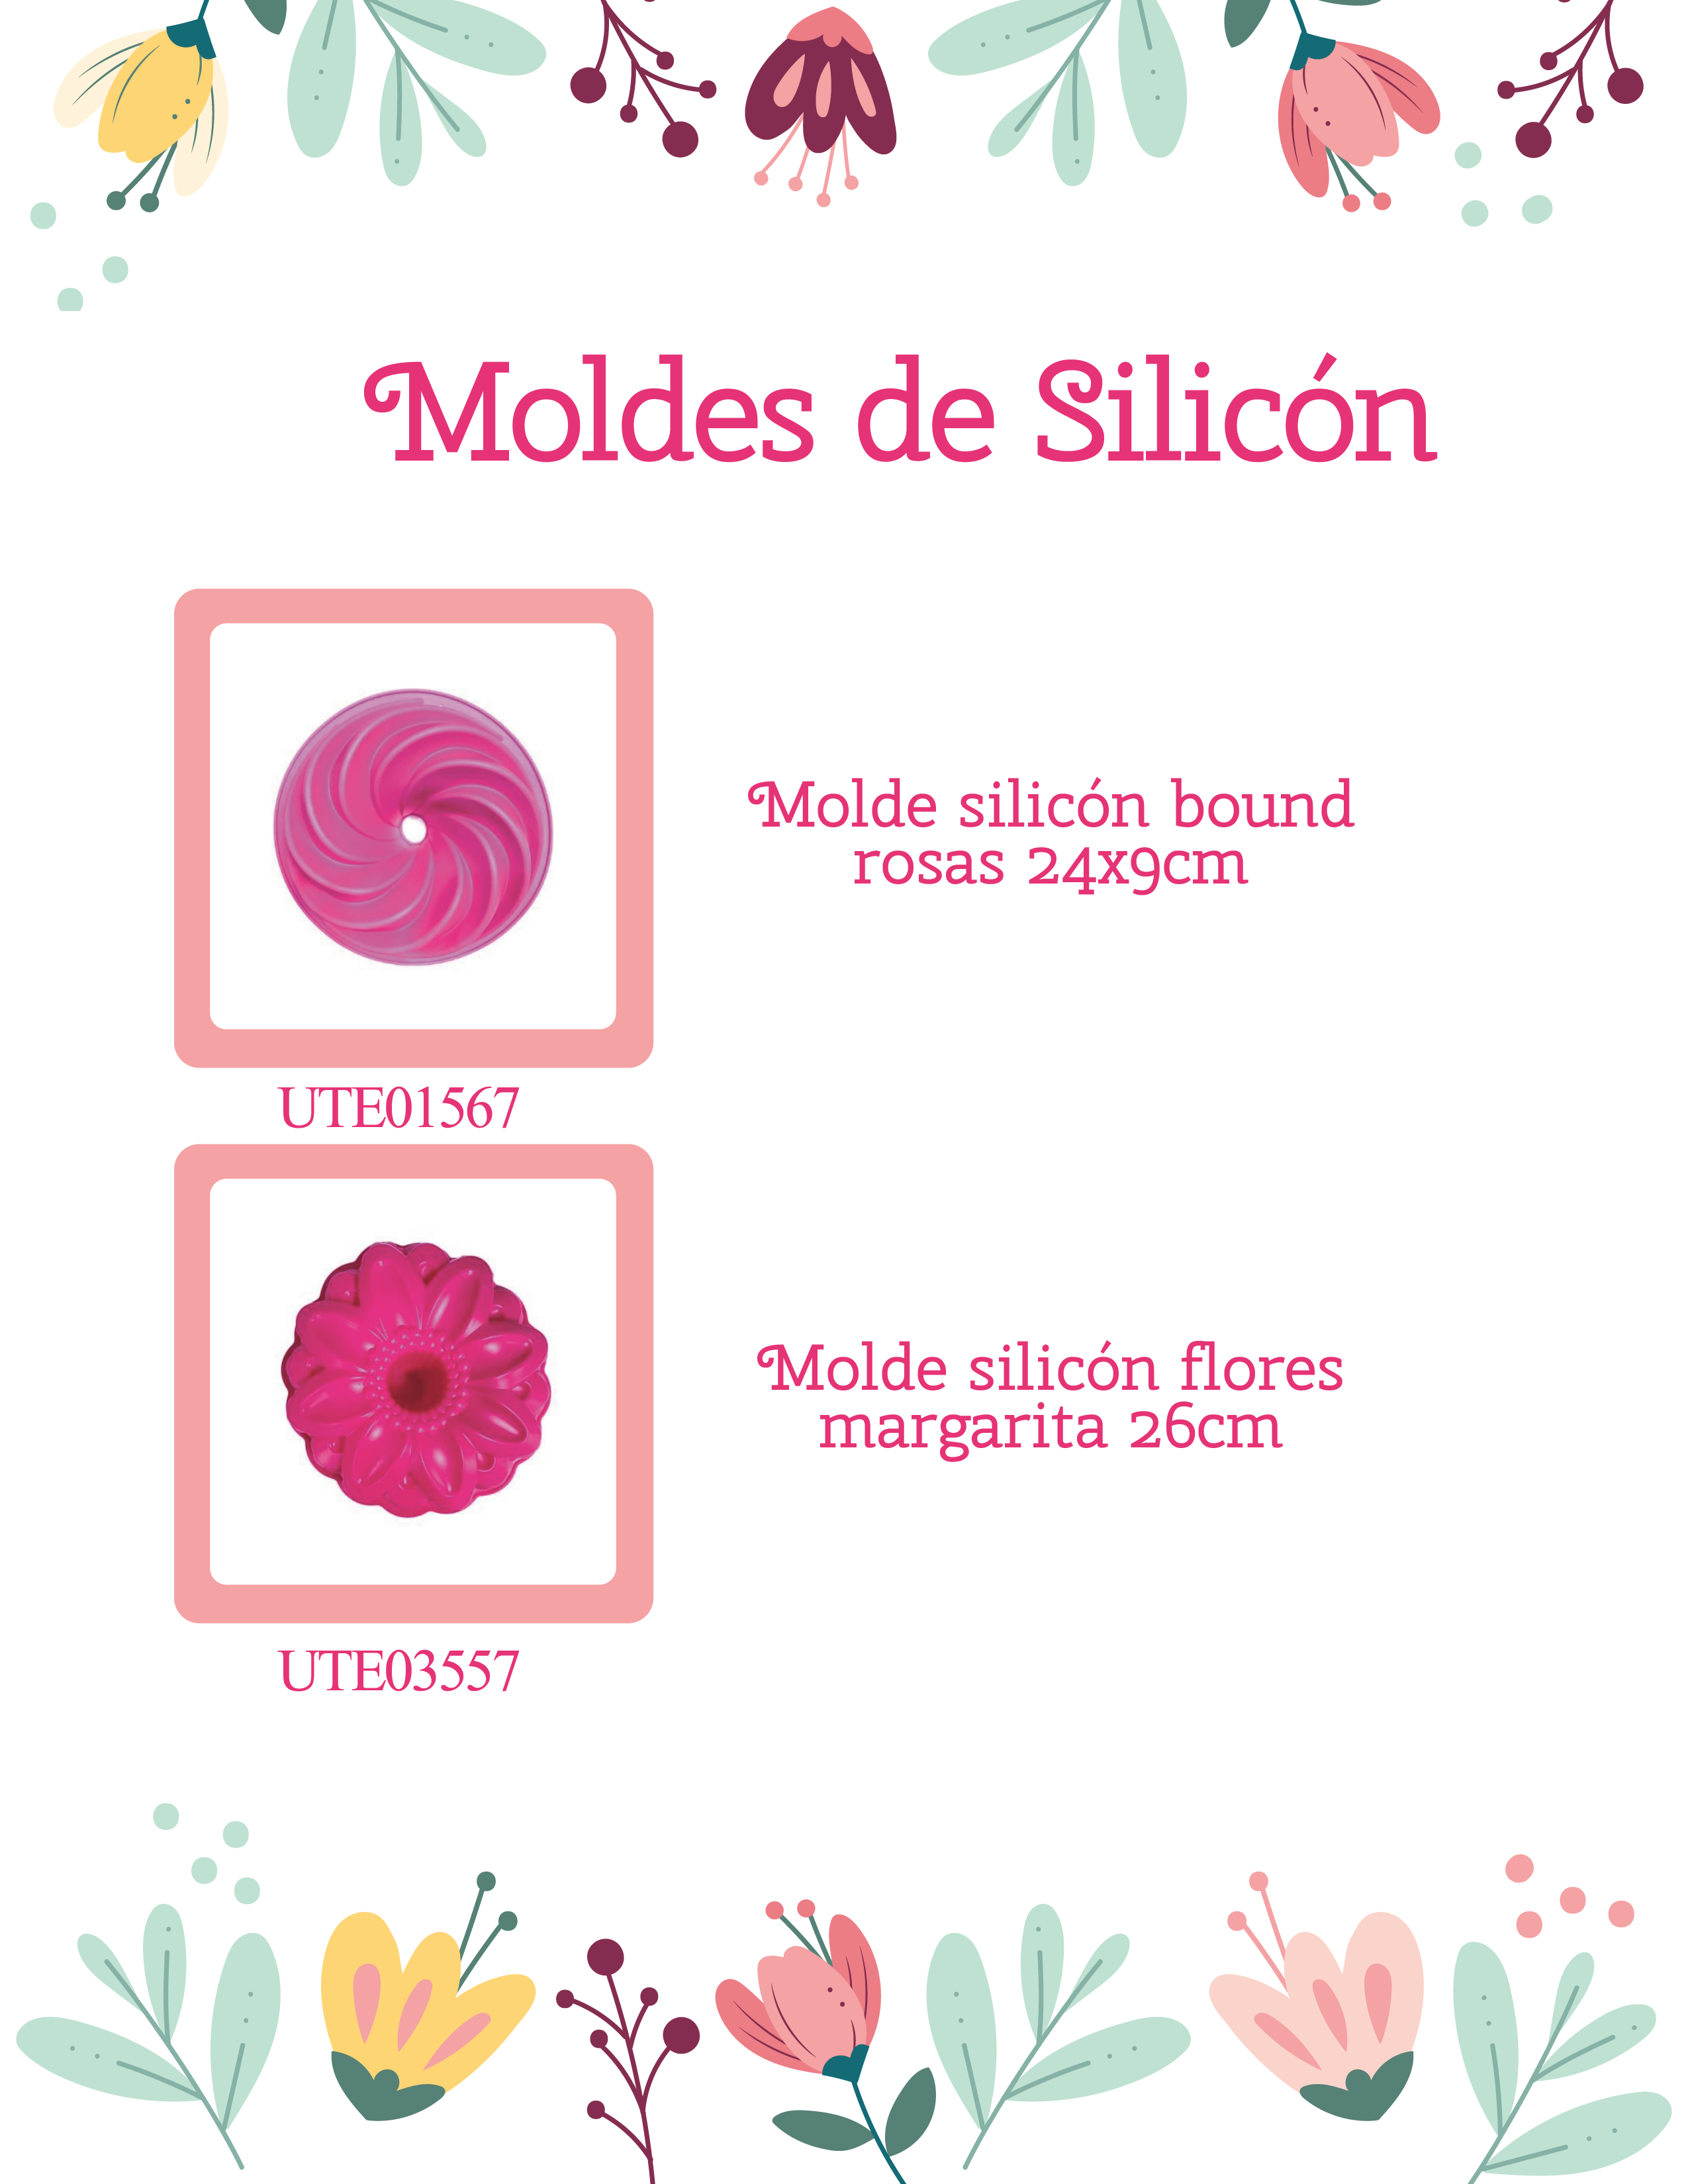 Moldes de Silicón
Molde silicón bound
rosas 24x9cm
UTE01567
Molde silicón flores
margarita 26cm
UTE03557